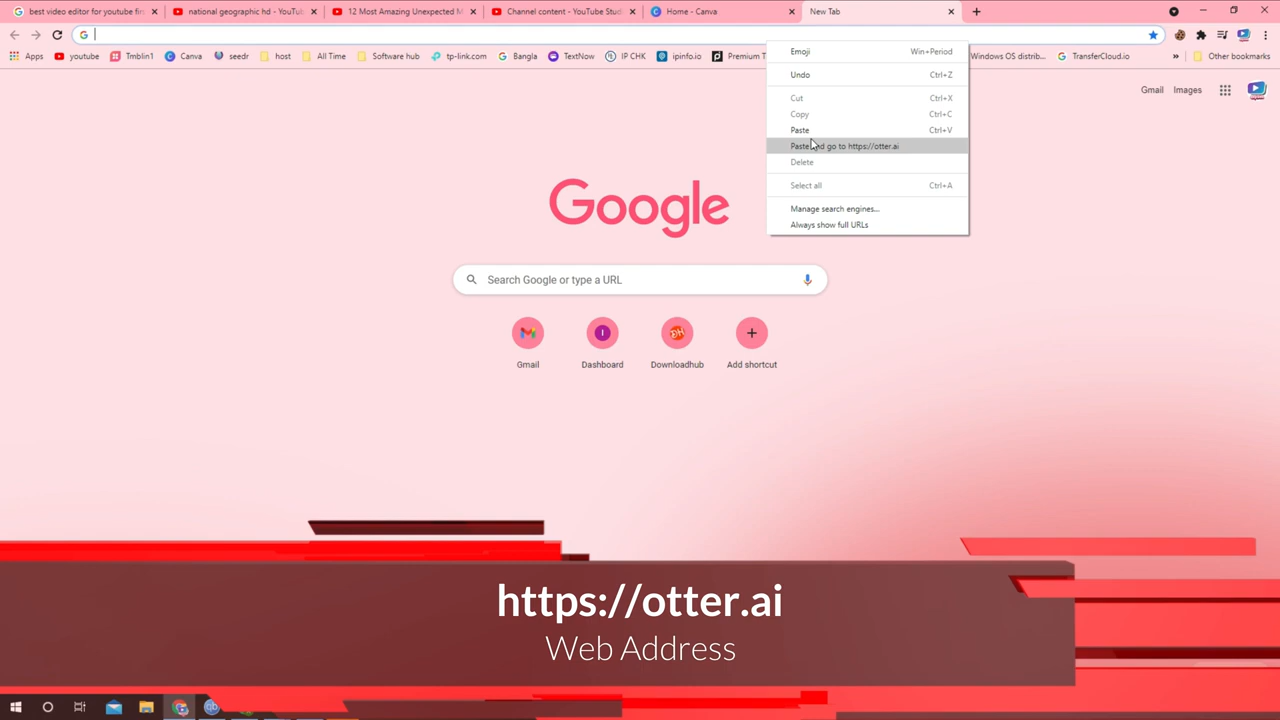 best video editor for youtube fin
national geographic hd - YouTub
12 Most Amazing Unexpected M
Channel content - YouTube Stud
Home - Canva
New Tab
Apps
youtube
Tmblin1
Canva
seedr
host
All Time
Software hub
tp-link.com
Bangla
TextNow
IP CHK
ipinfo.io
Premium T
Windows OS distrib...
TransferCloud.io
»
Other bookmarks
Gmail
Images
Emoji Win+Period
Undo Ctrl+Z
Cut Ctrl+X
Copy Ctrl+C
Paste Ctrl+V
Paste and go to https://otter.ai
Delete
Select all Ctrl+A
Manage search engines...
Always show full URLs
Google
Search Google or type a URL
Gmail
Dashboard
Downloadhub
Add shortcut
https://otter.ai
Web Address